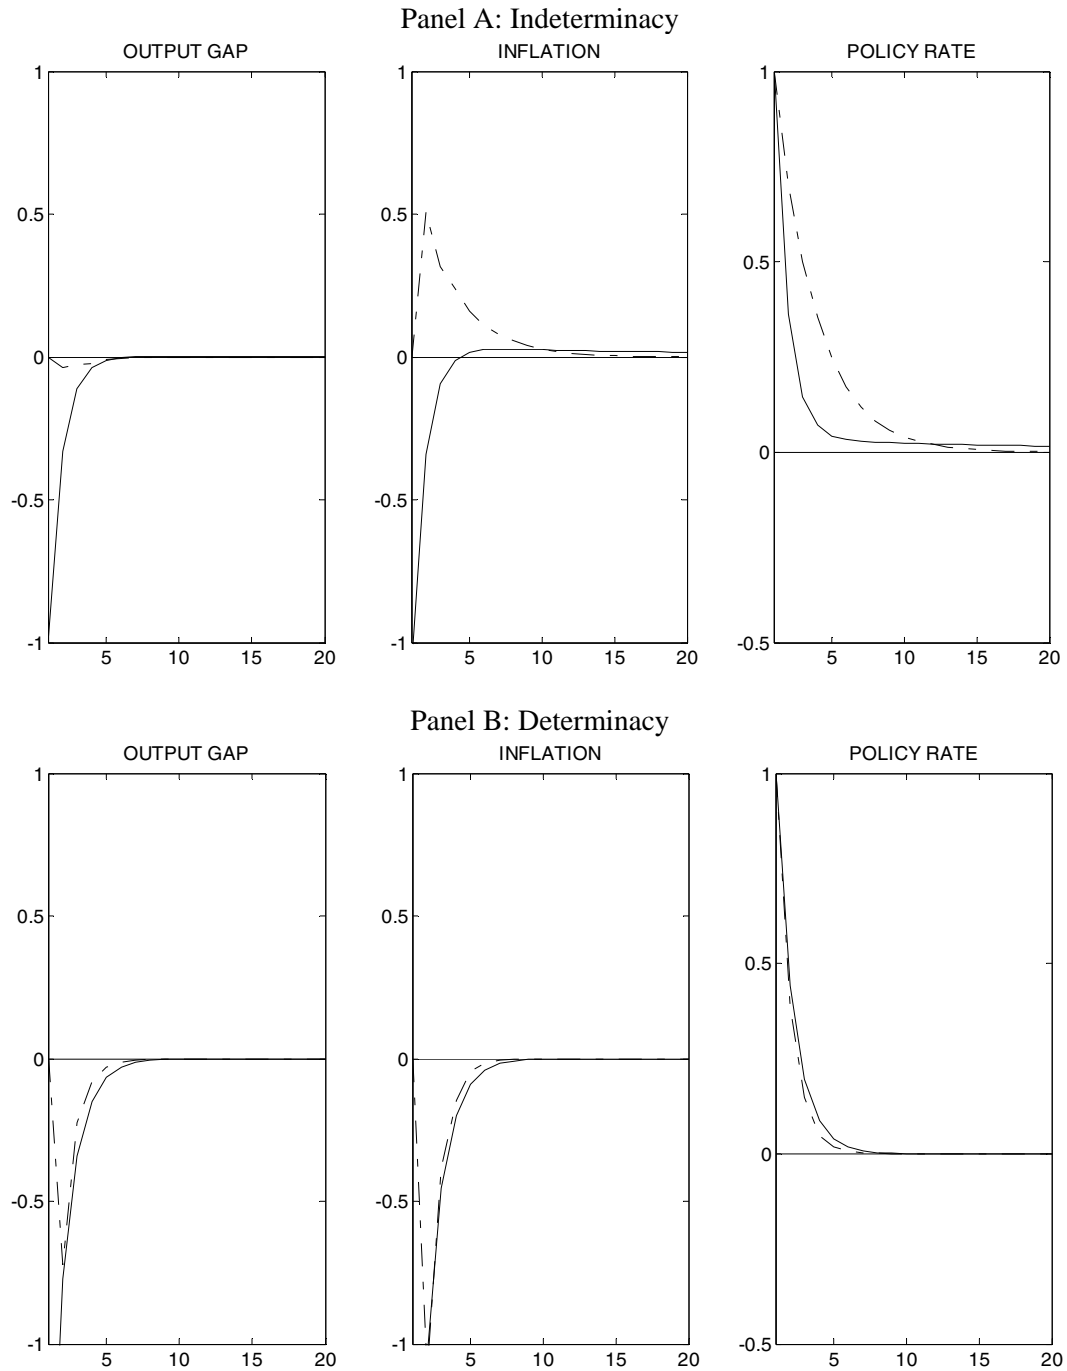 Panel A: Indeterminacy
OUTPUT GAP INFLATION POLICY RATE
1 1 1
0.5 0.5 0.5
0 0 0
-0.5 -0.5
-1 -1 -0.5
5 10 15 20 5 10 15 20 5 10 15 20
Panel B: Determinacy
OUTPUT GAP INFLATION POLICY RATE
1 1 1
0.5 0.5 0.5
0 0 0
-0.5 -0.5
-1 -1 -0.5
5 10 15 20 5 10 15 20 5 10 15 20